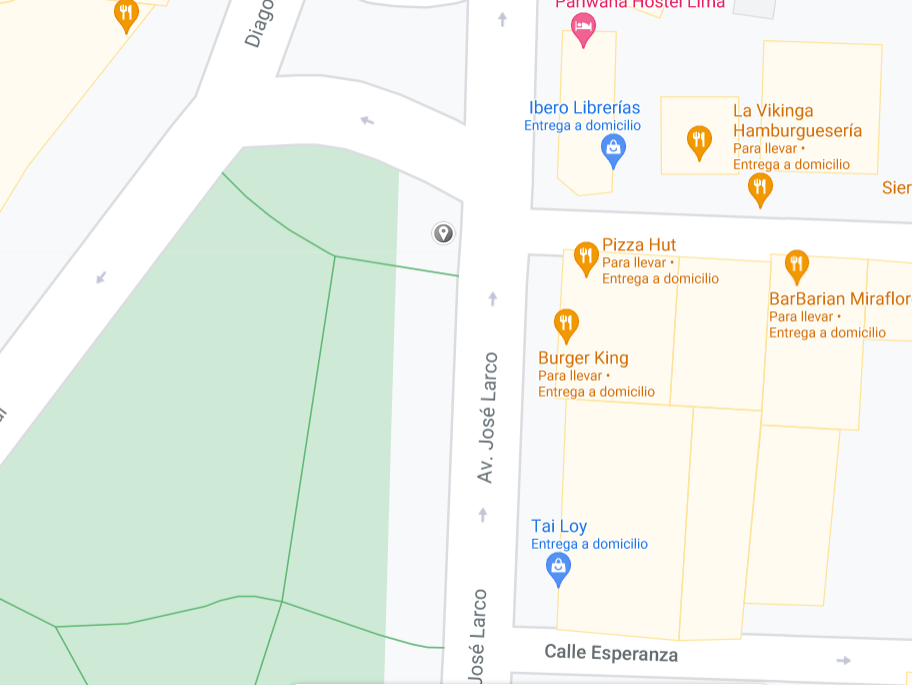 Diago
Pariwana Hostel Lima
Ibero Librerías
Entrega a domicilio
La Vikinga
Hamburguesería
Para llevar •
Entrega a domicilio
Sier
Pizza Hut
Para llevar •
Entrega a domicilio
BarBarian Miraflor
Para llevar •
Entrega a domicilio
Burger King
Para llevar •
Entrega a domicilio
Av. José Larco
Tai Loy
Entrega a domicilio
José Larco
Calle Esperanza